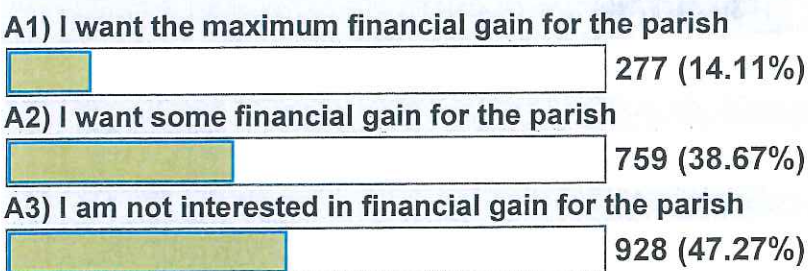 A1) I want the maximum financial gain for the parish
277 (14.11%)
A2) I want some financial gain for the parish
759 (38.67%)
A3) I am not interested in financial gain for the parish
928 (47.27%)